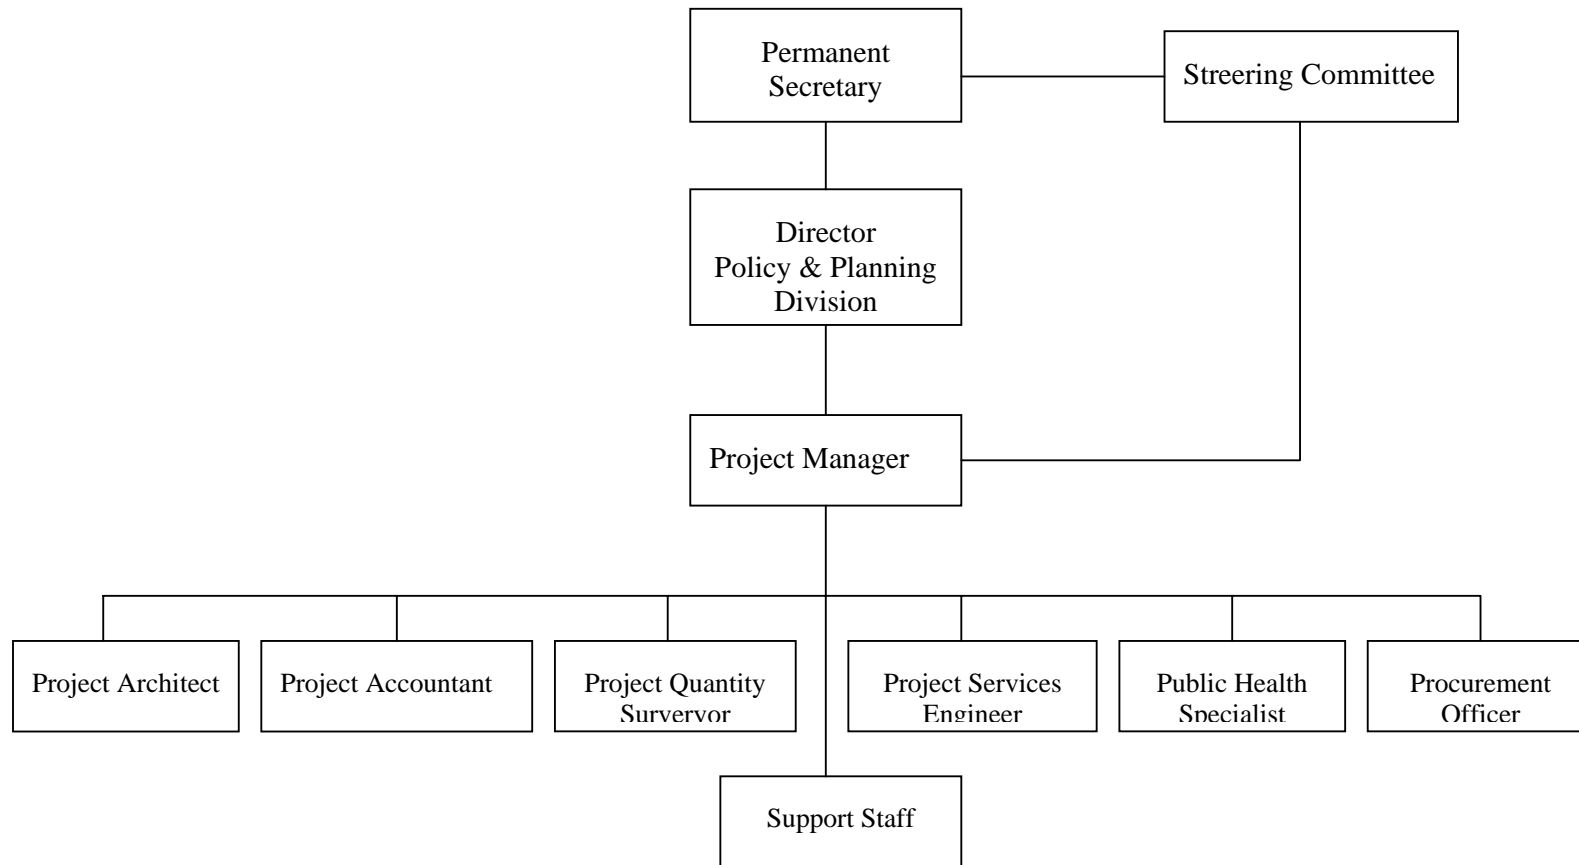 Permanent
Secretary
Streering Committee
Director
Policy & Planning
Division
Project Manager
Project Architect
Project Accountant
Project Quantity
Survervor
Project Services
Engineer
Public Health
Specialist
Procurement
Officer
Support Staff